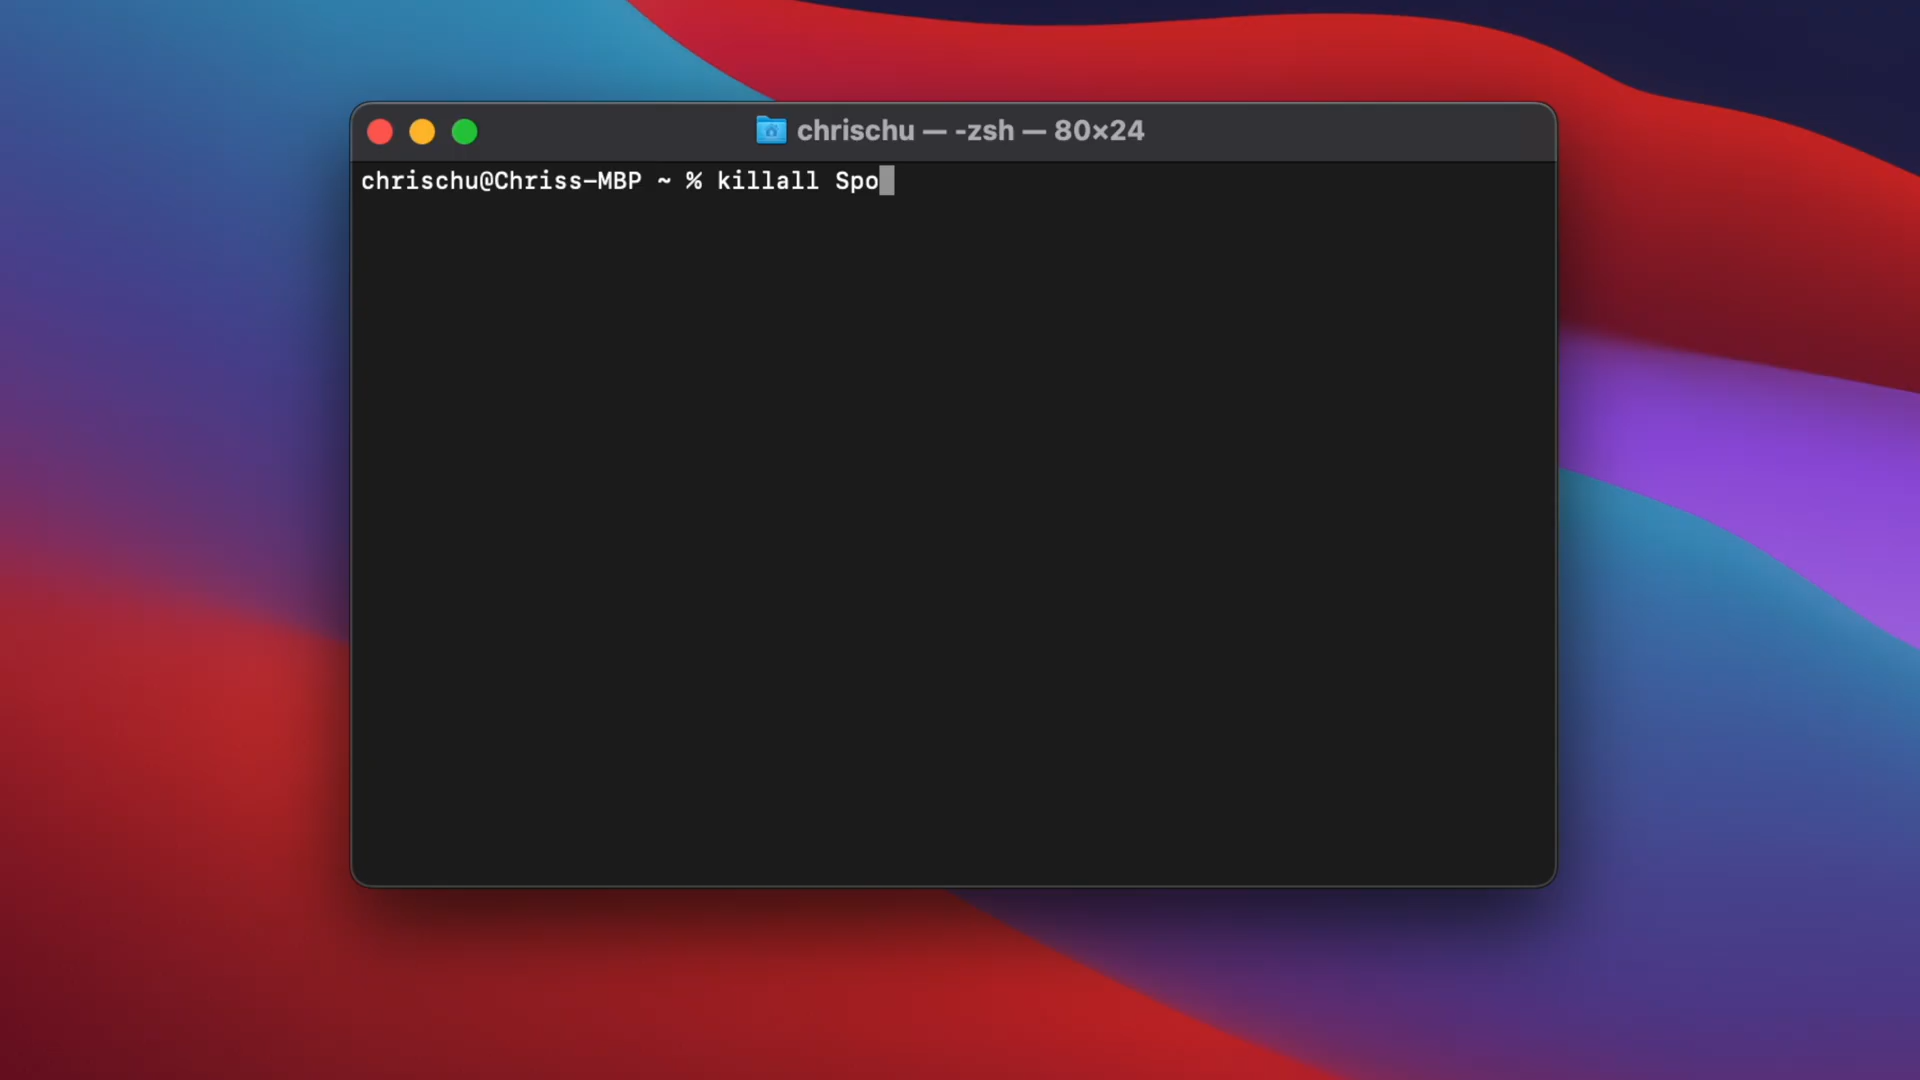 chrischu — -zsh — 80×24
chrischu@Chriss-MBP ~ % killall Spo